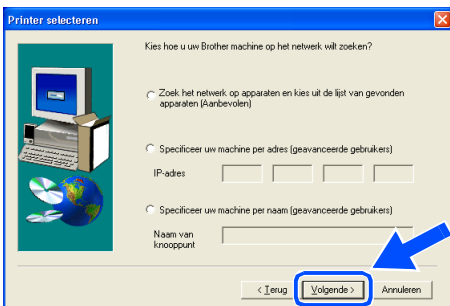 Printer selecteren
Kies hoe u uw Brother machine op het netwerk wilt zoeken?
Zoek het netwerk op apparaten en kies uit de lijst van gevonden
apparaten (Aanbevolen)
Specificeer uw machine per adres (geavanceerde gebruikers)
IP-adres
Specificeer uw machine per naam (geavanceerde gebruikers)
Naam van
knooppunt
< Terug Volgende > Annuleren